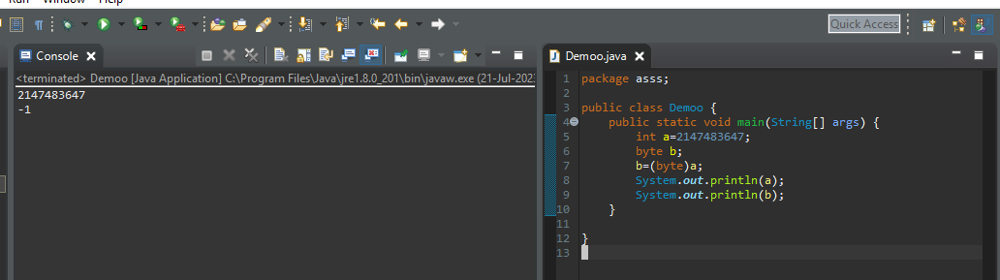 Run Window Help
Quick Access
Console
<terminated> Demoo [Java Application] C:\Program Files\Java\jre1.8.0_201\bin\javaw.exe (21-Jul-202
2147483647
-1
Demoo.java
1 package asss;
2
3 public class Demoo {
4 public static void main(String[] args) {
5 int a=2147483647;
6 byte b;
7 b=(byte)a;
8 System.out.println(a);
9 System.out.println(b);
10 }
11
12 }
13